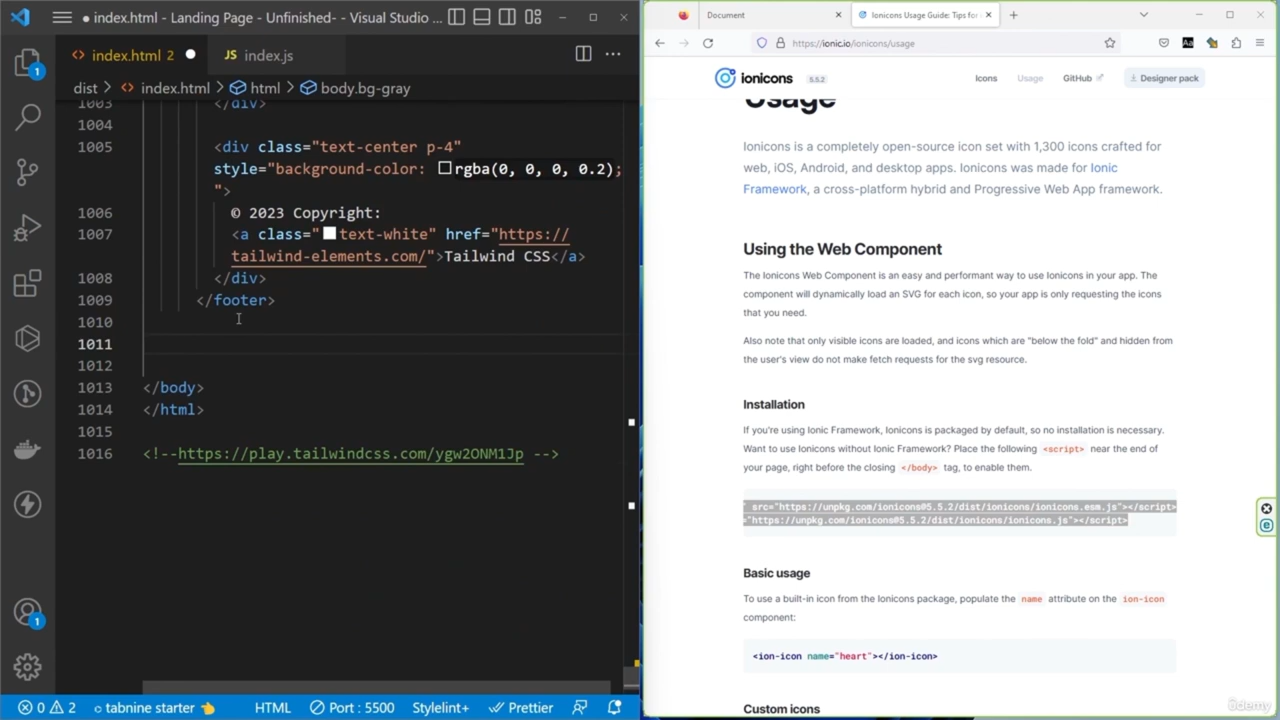 index.html - Landing Page - Unfinished- - Visual Studio ...
index.html 2
JS index.js
...
dist > index.html > html > body.bg-gray
1003 </div>
1004
1005 <div class="text-center p-4"
style="background-color: rgba(0, 0, 0, 0.2);
">
1006 © 2023 Copyright:
1007 <a class="text-white" href="https://
tailwind-elements.com/">Tailwind CSS</a>
1008 </div>
1009 </footer>
1010
1011
1012
1013 </body>
1014 </html>
1015
1016 <!--https://play.tailwindcss.com/ygw2ONM1Jp -->
1
1
0 2
tabnine starter
HTML
Port : 5500
Stylelint+
Prettier
Document
Ionicons Usage Guide: Tips for
https://ionic.io/ionicons/usage
Aa
ionicons 5.5.2
Icons
Usage
GitHub
Designer pack
Usage
Ionicons is a completely open-source icon set with 1,300 icons crafted for
web, iOS, Android, and desktop apps. Ionicons was made for Ionic
Framework, a cross-platform hybrid and Progressive Web App framework.
Using the Web Component
The Ionicons Web Component is an easy and performant way to use Ionicons in your app. The
component will dynamically load an SVG for each icon, so your app is only requesting the icons
that you need.
Also note that only visible icons are loaded, and icons which are "below the fold" and hidden from
the user's view do not make fetch requests for the svg resource.
Installation
If you're using Ionic Framework, Ionicons is packaged by default, so no installation is necessary.
Want to use Ionicons without Ionic Framework? Place the following <script> near the end of
your page, right before the closing </body> tag, to enable them.
" src="https://unpkg.com/ionicons@5.5.2/dist/ionicons/ionicons.esm.js"></script>
="https://unpkg.com/ionicons@5.5.2/dist/ionicons/ionicons.js"></script>
Basic usage
To use a built-in icon from the Ionicons package, populate the name attribute on the ion-icon
component:
<ion-icon name="heart"></ion-icon>
Custom icons
ûdemy